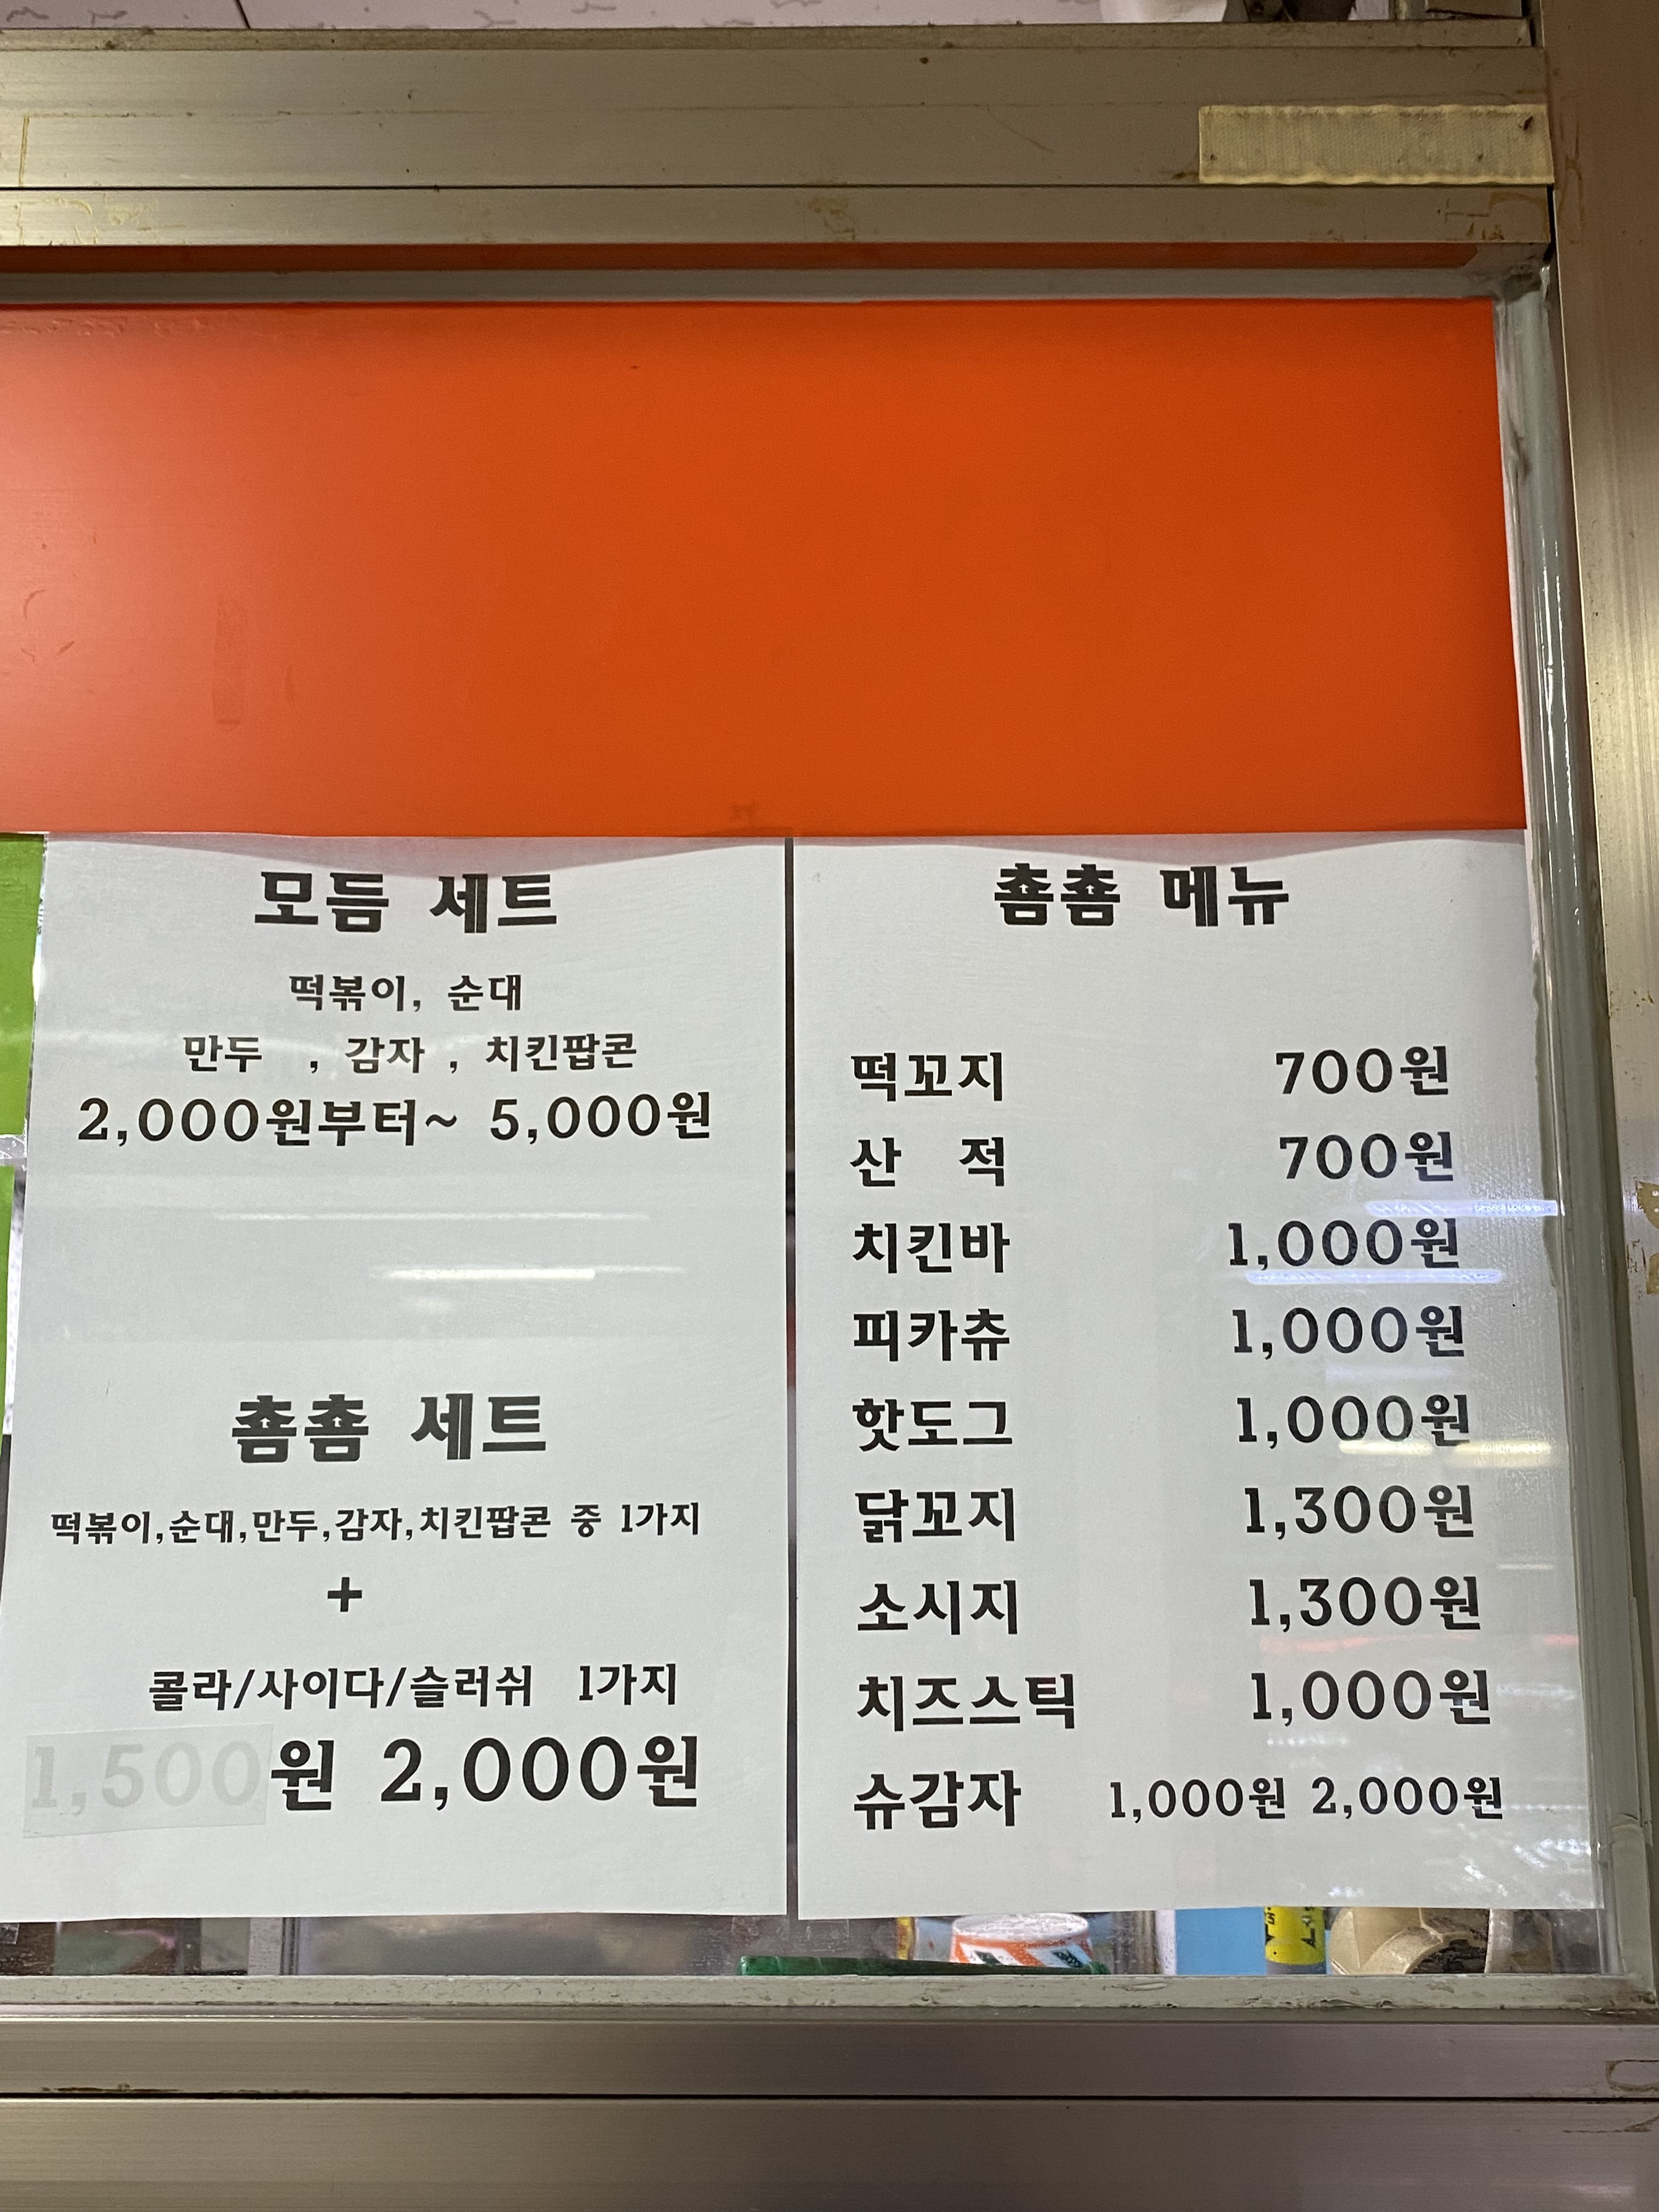 모듬 세트
떡볶이, 순대
만두 , 감자 , 치킨팝콘
2,000원부터~ 5,000원
촘촘 세트
떡볶이,순대,만두,감자,치킨팝콘 중 1가지
+
콜라/사이다/슬러쉬 1가지
1,500원 2,000원
촘촘 메뉴
떡꼬지 700원
산 적 700원
치킨바 1,000원
피카츄 1,000원
핫도그 1,000원
닭꼬지 1,300원
소시지 1,300원
치즈스틱 1,000원
슈감자 1,000원 2,000원